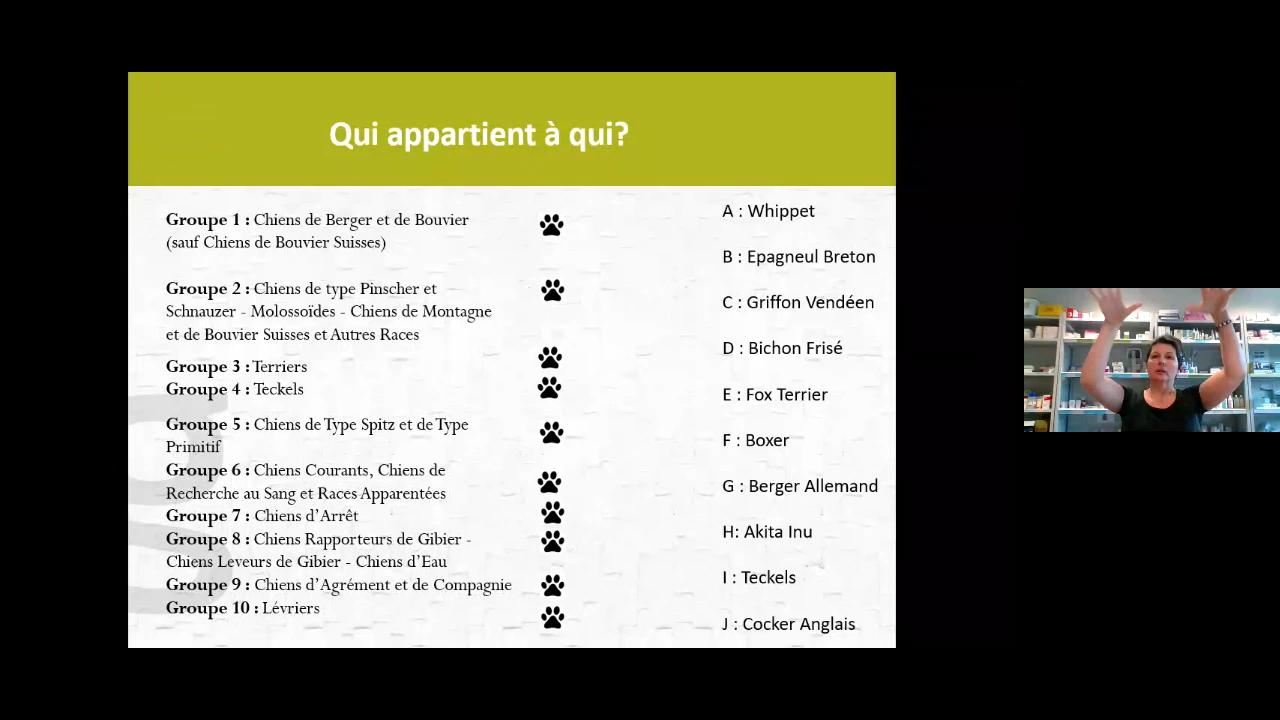 Qui appartient à qui?
Groupe 1 : Chiens de Berger et de Bouvier
(sauf Chiens de Bouvier Suisses)
Groupe 2 : Chiens de type Pinscher et
Schnauzer - Molossoïdes - Chiens de Montagne
et de Bouvier Suisses et Autres Races
Groupe 3 : Terriers
Groupe 4 : Teckels
Groupe 5 : Chiens de Type Spitz et de Type
Primitif
Groupe 6 : Chiens Courants, Chiens de
Recherche au Sang et Races Apparentées
Groupe 7 : Chiens d'Arrêt
Groupe 8 : Chiens Rapporteurs de Gibier -
Chiens Leveurs de Gibier - Chiens d'Eau
Groupe 9 : Chiens d'Agrément et de Compagnie
Groupe 10 : Lévriers
A : Whippet
B : Epagneul Breton
C : Griffon Vendéen
D : Bichon Frisé
E : Fox Terrier
F : Boxer
G : Berger Allemand
H: Akita Inu
I : Teckels
J : Cocker Anglais